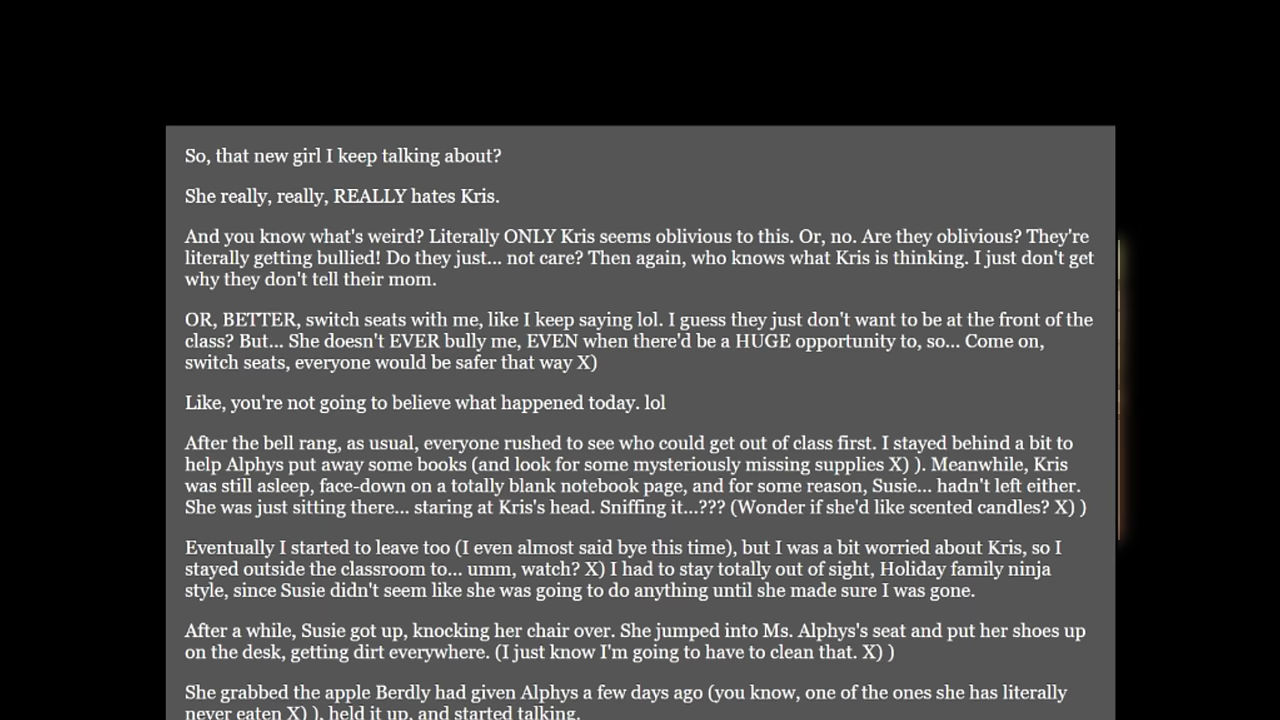 So, that new girl I keep talking about?
She really, really, REALLY hates Kris.
And you know what's weird? Literally ONLY Kris seems oblivious to this. Or, no. Are they oblivious? They're
literally getting bullied! Do they just... not care? Then again, who knows what Kris is thinking. I just don't get
why they don't tell their mom.
OR, BETTER, switch seats with me, like I keep saying lol. I guess they just don't want to be at the front of the
class? But... She doesn't EVER bully me, EVEN when there'd be a HUGE opportunity to, so... Come on,
switch seats, everyone would be safer that way X)
Like, you're not going to believe what happened today. lol
After the bell rang, as usual, everyone rushed to see who could get out of class first. I stayed behind a bit to
help Alphys put away some books (and look for some mysteriously missing supplies X) ). Meanwhile, Kris
was still asleep, face-down on a totally blank notebook page, and for some reason, Susie... hadn't left either.
She was just sitting there... staring at Kris's head. Sniffing it...??? (Wonder if she'd like scented candles? X) )
Eventually I started to leave too (I even almost said bye this time), but I was a bit worried about Kris, so I
stayed outside the classroom to... umm, watch? X) I had to stay totally out of sight, Holiday family ninja
style, since Susie didn't seem like she was going to do anything until she made sure I was gone.
After a while, Susie got up, knocking her chair over. She jumped into Ms. Alphys's seat and put her shoes up
on the desk, getting dirt everywhere. (I just know I'm going to have to clean that. X) )
She grabbed the apple Berdly had given Alphys a few days ago (you know, one of the ones she has literally
never eaten X) ), held it up, and started talking.